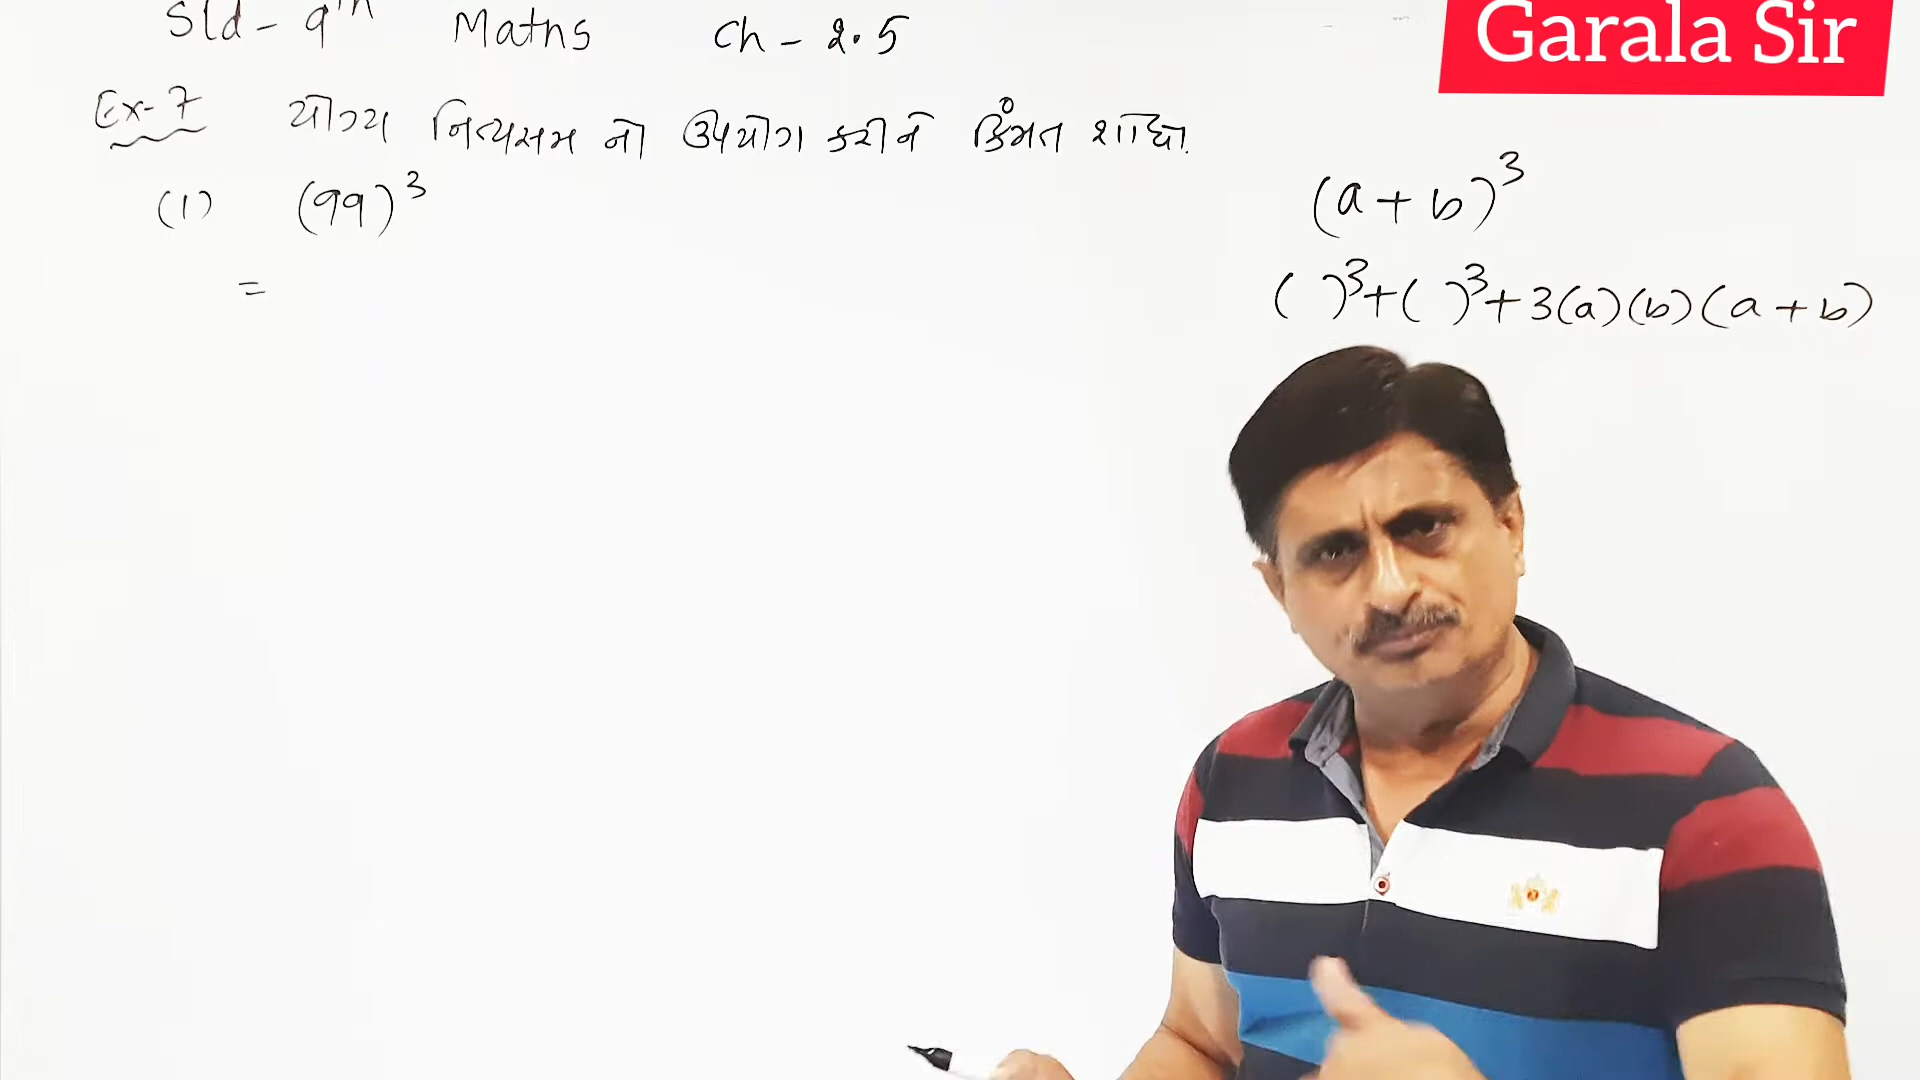 Std - 9th Maths Ch - 2.5
Garala Sir
Ex-7 યોગ્ય નિત્યસમ નો ઉપયોગ કરીને કિંમત શોધો.
(1) (99)³
=
(a + b)³
( )³+( )³+3(a)(b)(a + b)